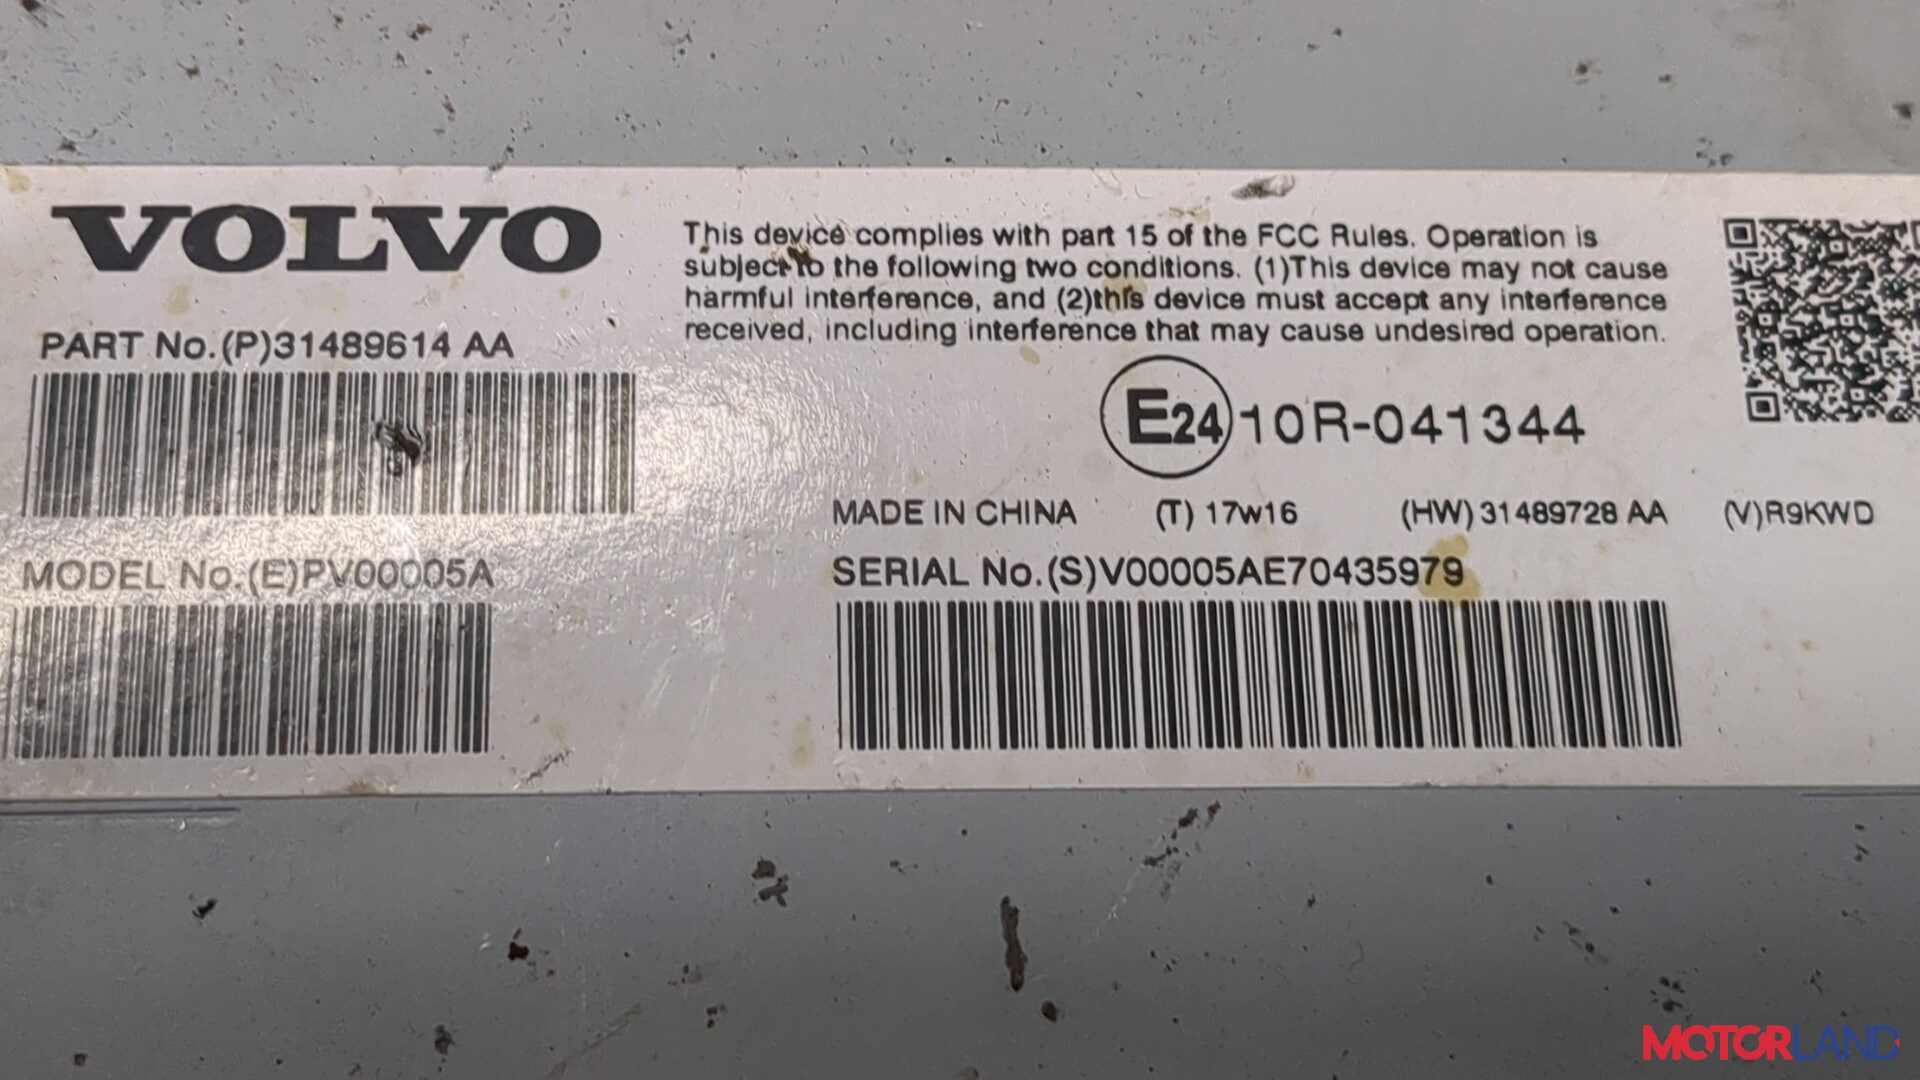 VOLVO
This device complies with part 15 of the FCC Rules. Operation is
subject to the following two conditions. (1)This device may not cause
harmful interference, and (2)this device must accept any interference
received, including interference that may cause undesired operation.
PART No.(P)31489614 AA
E24 10R-041344
MADE IN CHINA (T) 17w16 (HW) 31489728 AA (V)R9KWD
MODEL No.(E)PV00005A
SERIAL No.(S)V00005AE70435979
MOTORLAND